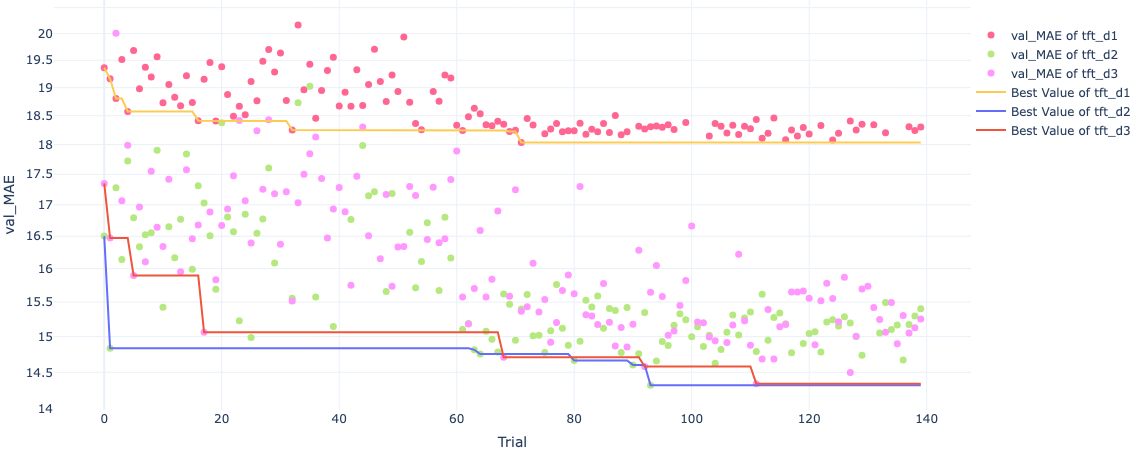 20
19.5
19
18.5
18
17.5
17
16.5
16
15.5
15
14.5
14
val_MAE
0 20 40 60 80 100 120 140
Trial
val_MAE of tft_d1
val_MAE of tft_d2
val_MAE of tft_d3
Best Value of tft_d1
Best Value of tft_d2
Best Value of tft_d3